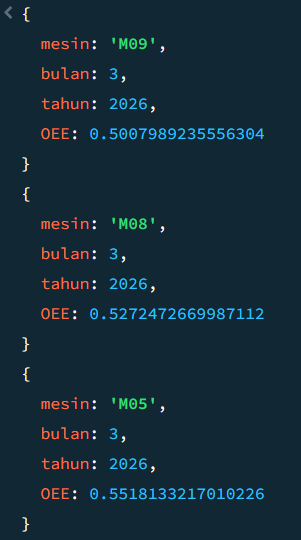 {
mesin: 'M09',
bulan: 3,
tahun: 2026,
OEE: 0.5007989235556304
}
{
mesin: 'M08',
bulan: 3,
tahun: 2026,
OEE: 0.5272472669987112
}
{
mesin: 'M05',
bulan: 3,
tahun: 2026,
OEE: 0.5518133217010226
}